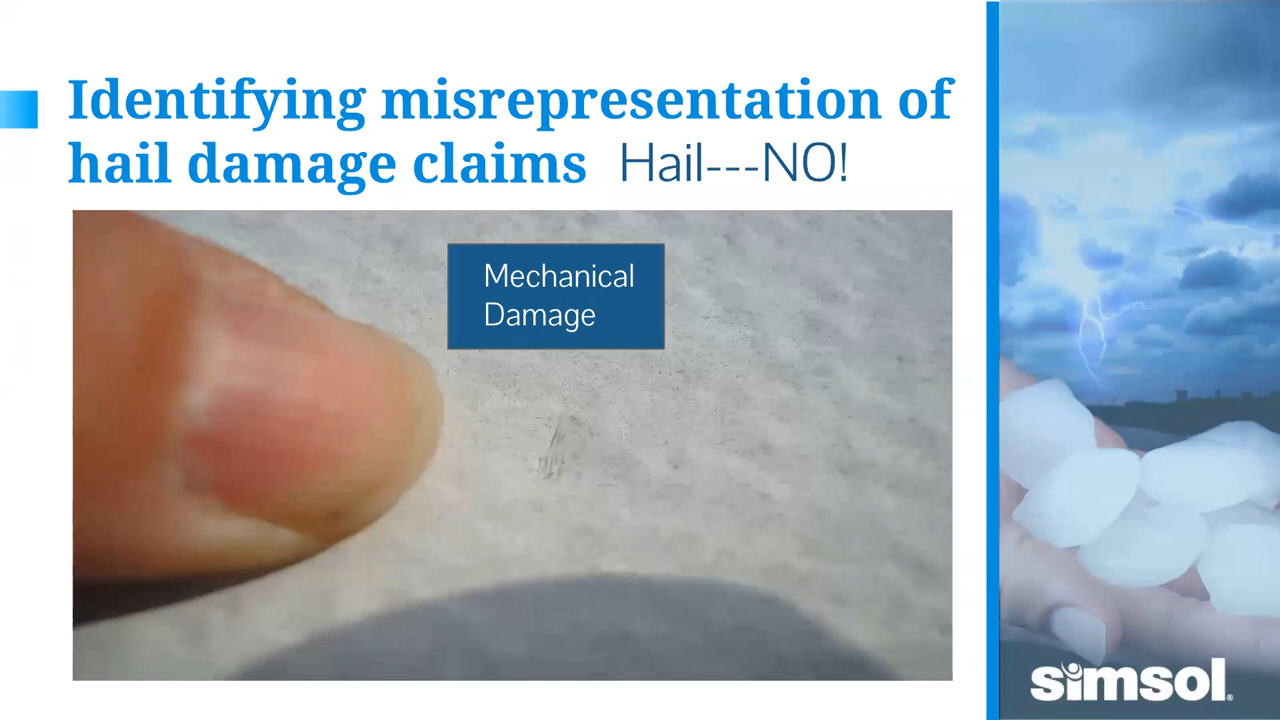 Identifying misrepresentation of
hail damage claims Hail---NO!
Mechanical
Damage
simsol®